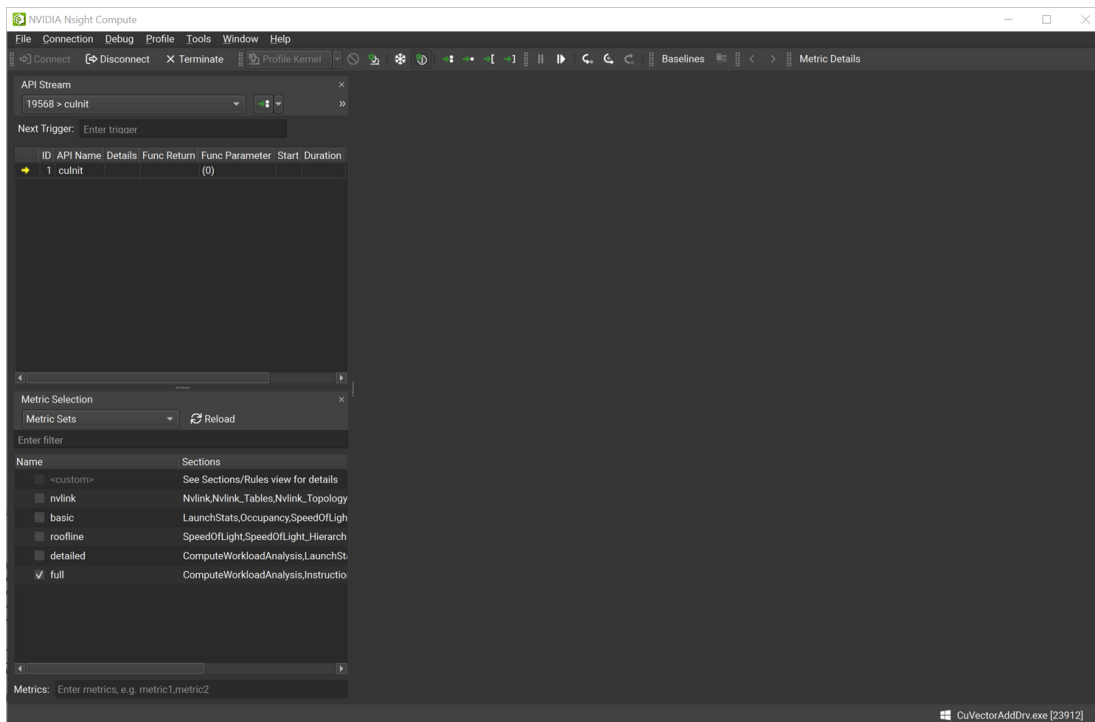 NVIDIA Nsight Compute
File Connection Debug Profile Tools Window Help
Connect Disconnect Terminate Profile Kernel Baselines Metric Details
API Stream
19568 > cuInit
Next Trigger: Enter trigger
ID API Name Details Func Return Func Parameter Start Duration
1 cuInit (0)
Metric Selection
Metric Sets Reload
Enter filter
Name Sections
<custom> See Sections/Rules view for details
nvlink Nvlink,Nvlink_Tables,Nvlink_Topology
basic LaunchStats,Occupancy,SpeedOfLigh
roofline SpeedOfLight,SpeedOfLight_Hierarch
detailed ComputeWorkloadAnalysis,LaunchSt
full ComputeWorkloadAnalysis,Instructio
Metrics: Enter metrics, e.g. metric1,metric2
CuVectorAddDrv.exe [23912]